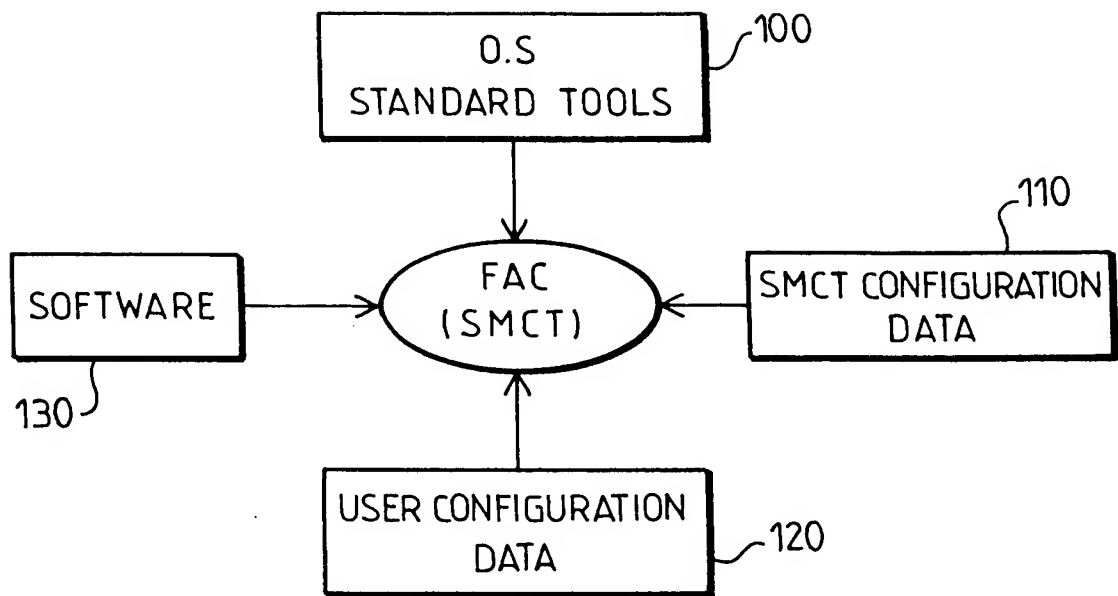 100
O.S
STANDARD TOOLS
110
SOFTWARE
FAC
(SMCT)
SMCT CONFIGURATION
DATA
130
USER CONFIGURATION
DATA
120